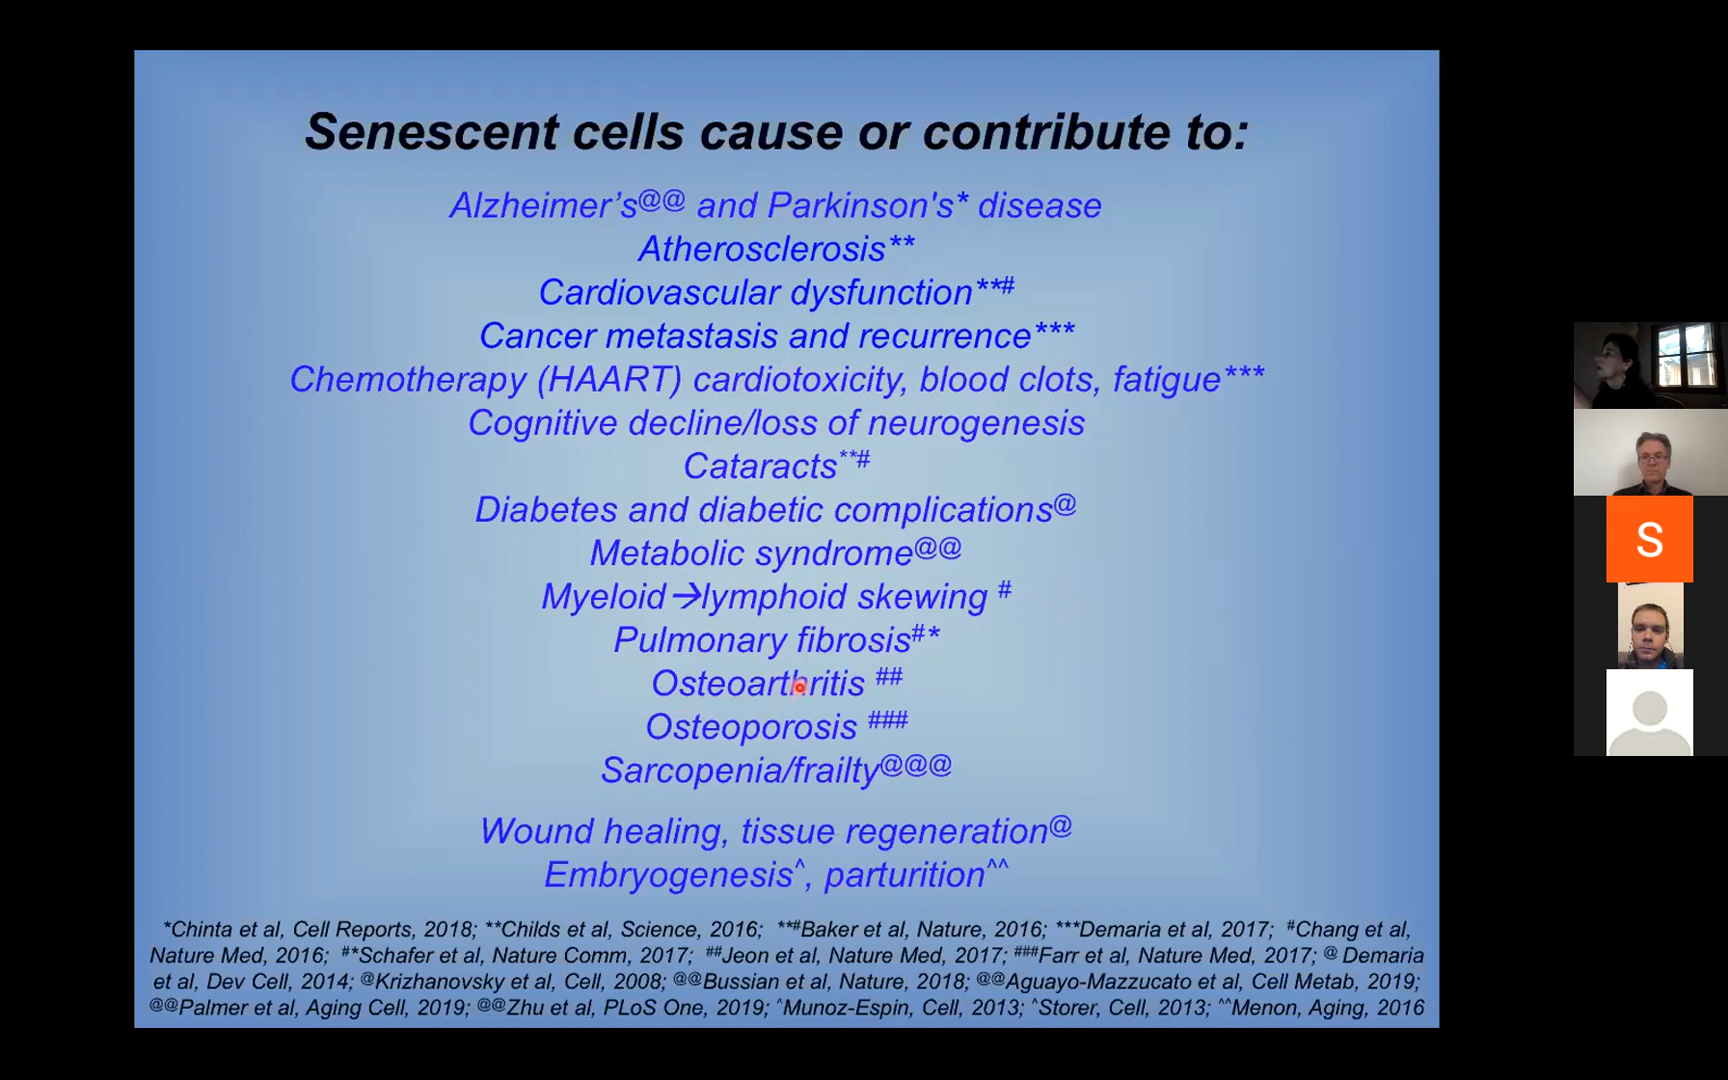 Senescent cells cause or contribute to:
Alzheimer’s@@ and Parkinson's* disease
Atherosclerosis**
Cardiovascular dysfunction**#
Cancer metastasis and recurrence***
Chemotherapy (HAART) cardiotoxicity, blood clots, fatigue***
Cognitive decline/loss of neurogenesis
Cataracts**#
Diabetes and diabetic complications@
Metabolic syndrome@@
Myeloid→lymphoid skewing #
Pulmonary fibrosis#*
Osteoarthritis ##
Osteoporosis ###
Sarcopenia/frailty@@@
Wound healing, tissue regeneration@
Embryogenesis^, parturition^^
*Chinta et al, Cell Reports, 2018; **Childs et al, Science, 2016; **#Baker et al, Nature, 2016; ***Demaria et al, 2017; #Chang et al,
Nature Med, 2016; #*Schafer et al, Nature Comm, 2017; ##Jeon et al, Nature Med, 2017; ###Farr et al, Nature Med, 2017; @ Demaria
et al, Dev Cell, 2014; @Krizhanovsky et al, Cell, 2008; @@Bussian et al, Nature, 2018; @@Aguayo-Mazzucato et al, Cell Metab, 2019;
@@Palmer et al, Aging Cell, 2019; @@Zhu et al, PLoS One, 2019; ^Munoz-Espin, Cell, 2013; ^Storer, Cell, 2013; ^^Menon, Aging, 2016
S